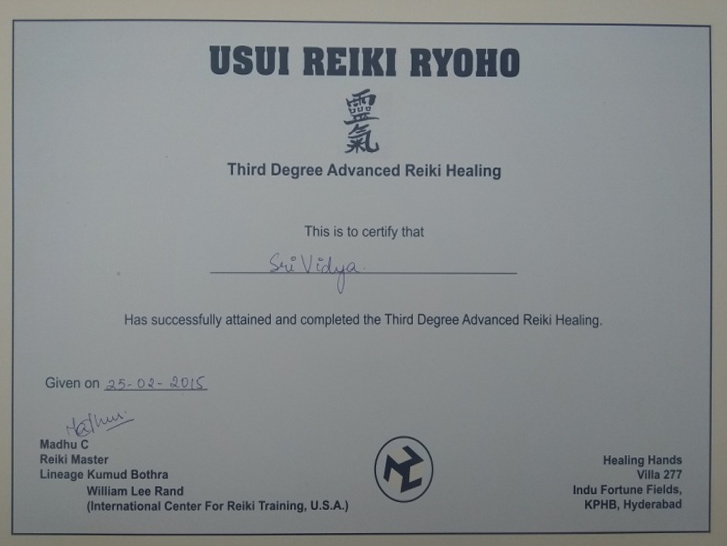 USUI REIKI RYOHO
靈
氣
Third Degree Advanced Reiki Healing
This is to certify that
Sri Vidya.
Has successfully attained and completed the Third Degree Advanced Reiki Healing.
Given on 25-02-2015
Madhu
Madhu C
Reiki Master
Lineage Kumud Bothra
William Lee Rand
(International Center For Reiki Training, U.S.A.)
Healing Hands
Villa 277
Indu Fortune Fields,
KPHB, Hyderabad